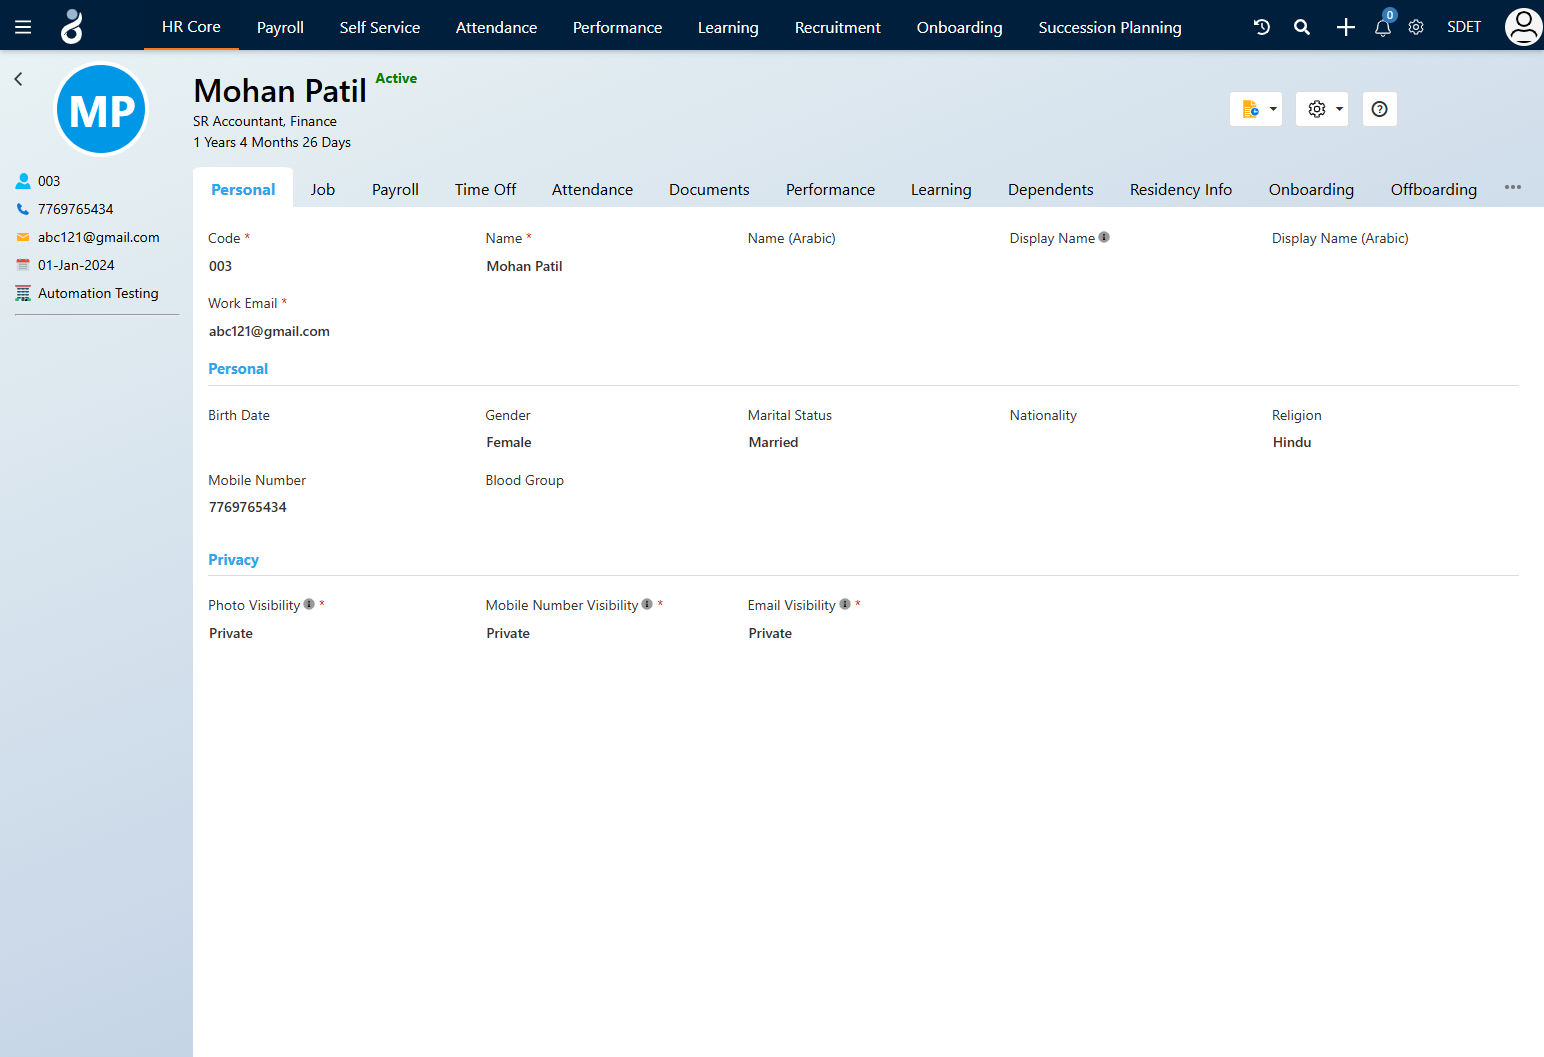 HR Core Payroll Self Service Attendance Performance Learning Recruitment Onboarding Succession Planning 0 SDET
MP
Mohan Patil Active
SR Accountant, Finance
1 Years 4 Months 26 Days
003
7769765434
abc121@gmail.com
01-Jan-2024
Automation Testing
Personal Job Payroll Time Off Attendance Documents Performance Learning Dependents Residency Info Onboarding Offboarding
Code * Name * Name (Arabic) Display Name Display Name (Arabic)
003 Mohan Patil
Work Email *
abc121@gmail.com
Personal
Birth Date Gender Marital Status Nationality Religion
Female Married Hindu
Mobile Number Blood Group
7769765434
Privacy
Photo Visibility * Mobile Number Visibility * Email Visibility *
Private Private Private